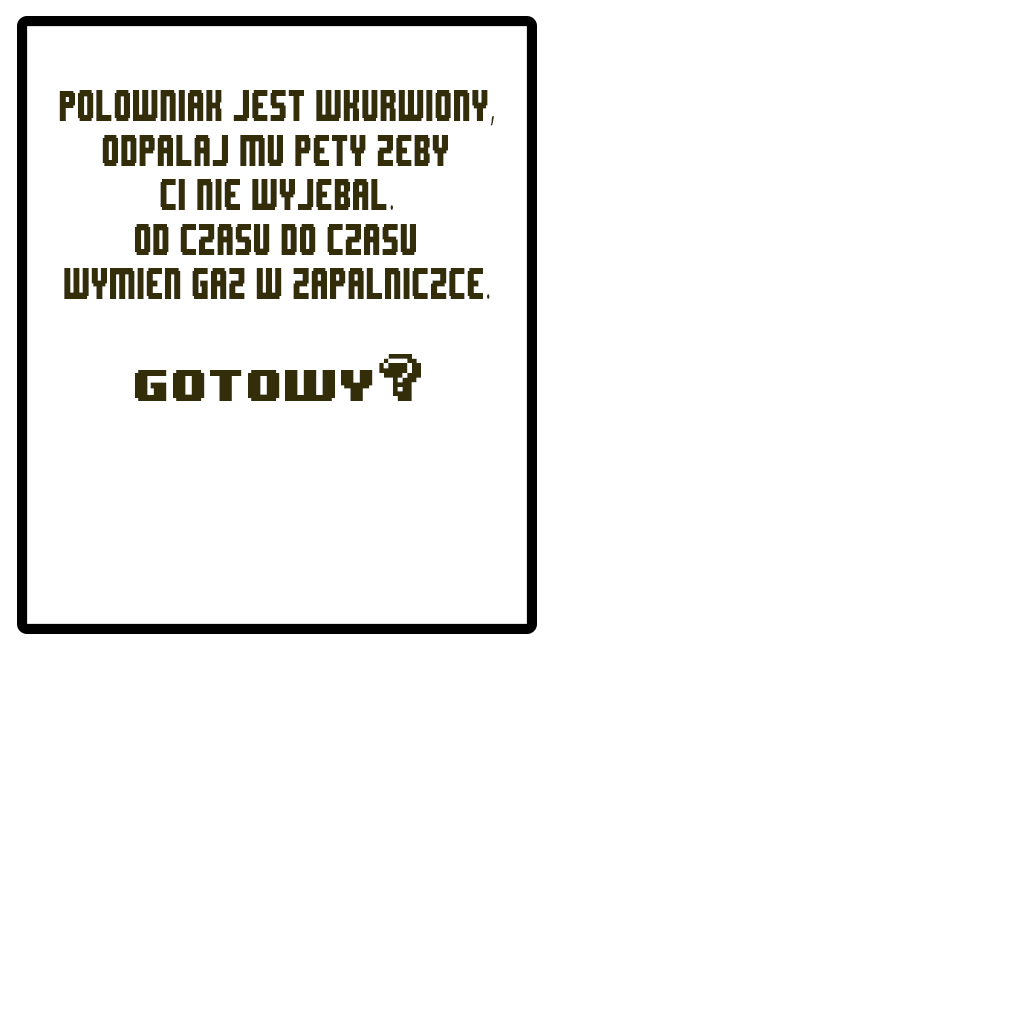 POLOWNIAK JEST WKURWIONY,
ODPALAJ MU PETY ZEBY
CI NIE WYJEBAL.
OD CZASU DO CZASU
WYMIEN GAZ W ZAPALNICZCE.
GOTOWY?